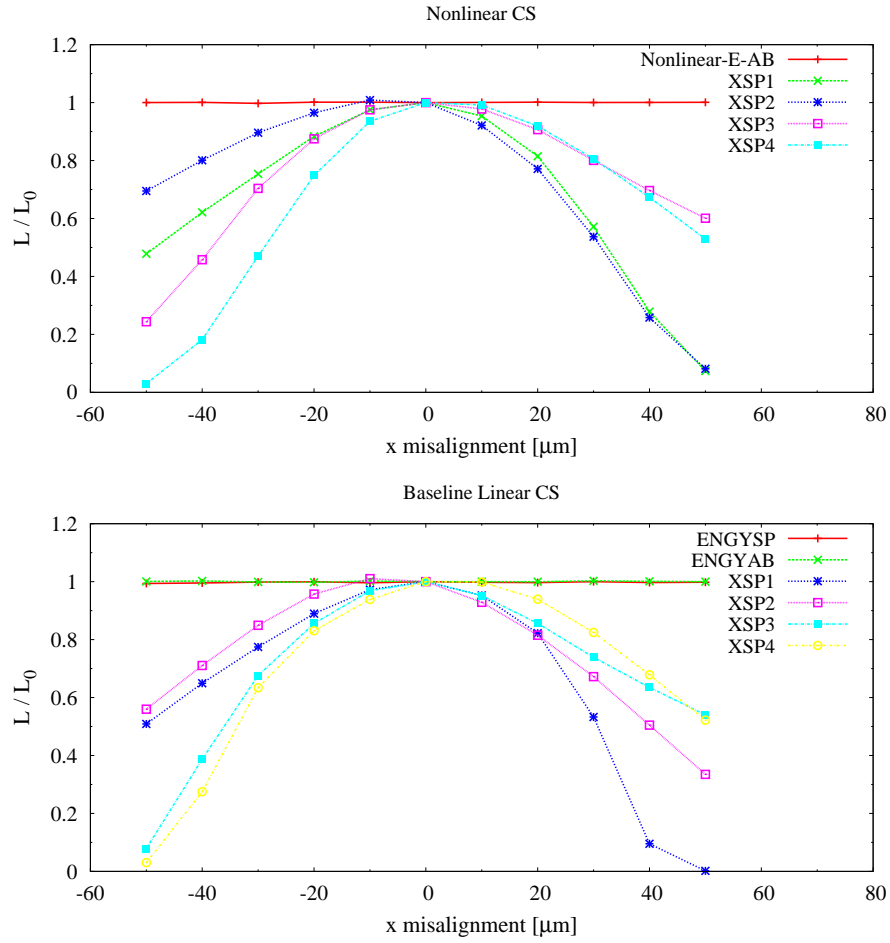 Nonlinear CS
1.2
1
0.8
0.6
0.4
0.2
0
L / L0
Nonlinear-E-AB
XSP1
XSP2
XSP3
XSP4
-60 -40 -20 0 20 40 60 80
x misalignment [μm]
Baseline Linear CS
1.2
1
0.8
0.6
0.4
0.2
0
L / L0
ENGYSP
ENGYAB
XSP1
XSP2
XSP3
XSP4
-60 -40 -20 0 20 40 60 80
x misalignment [μm]